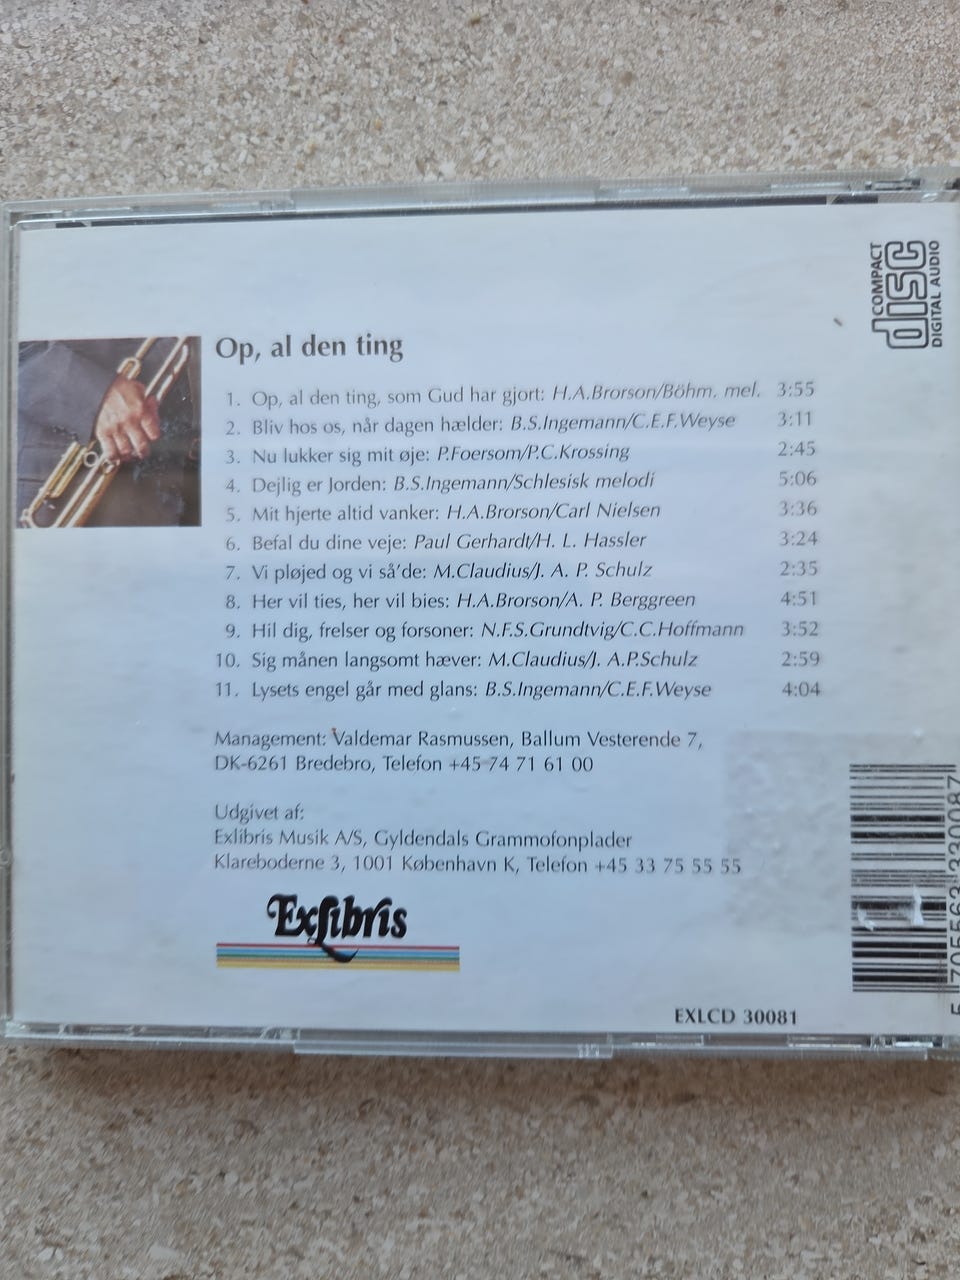 COMPACT
disc
DIGITAL AUDIO
Op, al den ting
1. Op, al den ting, som Gud har gjort: H.A.Brorson/Böhm. mel. 3:55
2. Bliv hos os, når dagen hælder: B.S.Ingemann/C.E.F.Weyse 3:11
3. Nu lukker sig mit øje: P.Foersom/P.C.Krossing 2:45
4. Dejlig er Jorden: B.S.Ingemann/Schlesisk melodi 5:06
5. Mit hjerte altid vanker: H.A.Brorson/Carl Nielsen 3:36
6. Befal du dine veje: Paul Gerhardt/H. L. Hassler 3:24
7. Vi pløjed og vi så'de: M.Claudius/J. A. P. Schulz 2:35
8. Her vil ties, her vil bies: H.A.Brorson/A. P. Berggreen 4:51
9. Hil dig, frelser og forsoner: N.F.S.Grundtvig/C.C.Hoffmann 3:52
10. Sig månen langsomt hæver: M.Claudius/J. A.P.Schulz 2:59
11. Lysets engel går med glans: B.S.Ingemann/C.E.F.Weyse 4:04
Management: Valdemar Rasmussen, Ballum Vesterende 7,
DK-6261 Bredebro, Telefon +45 74 71 61 00
Udgivet af:
Exlibris Musik A/S, Gyldendals Grammofonplader
Klareboderne 3, 1001 København K, Telefon +45 33 75 55 55
Exlibris
EXLCD 30081
5 705563 330087